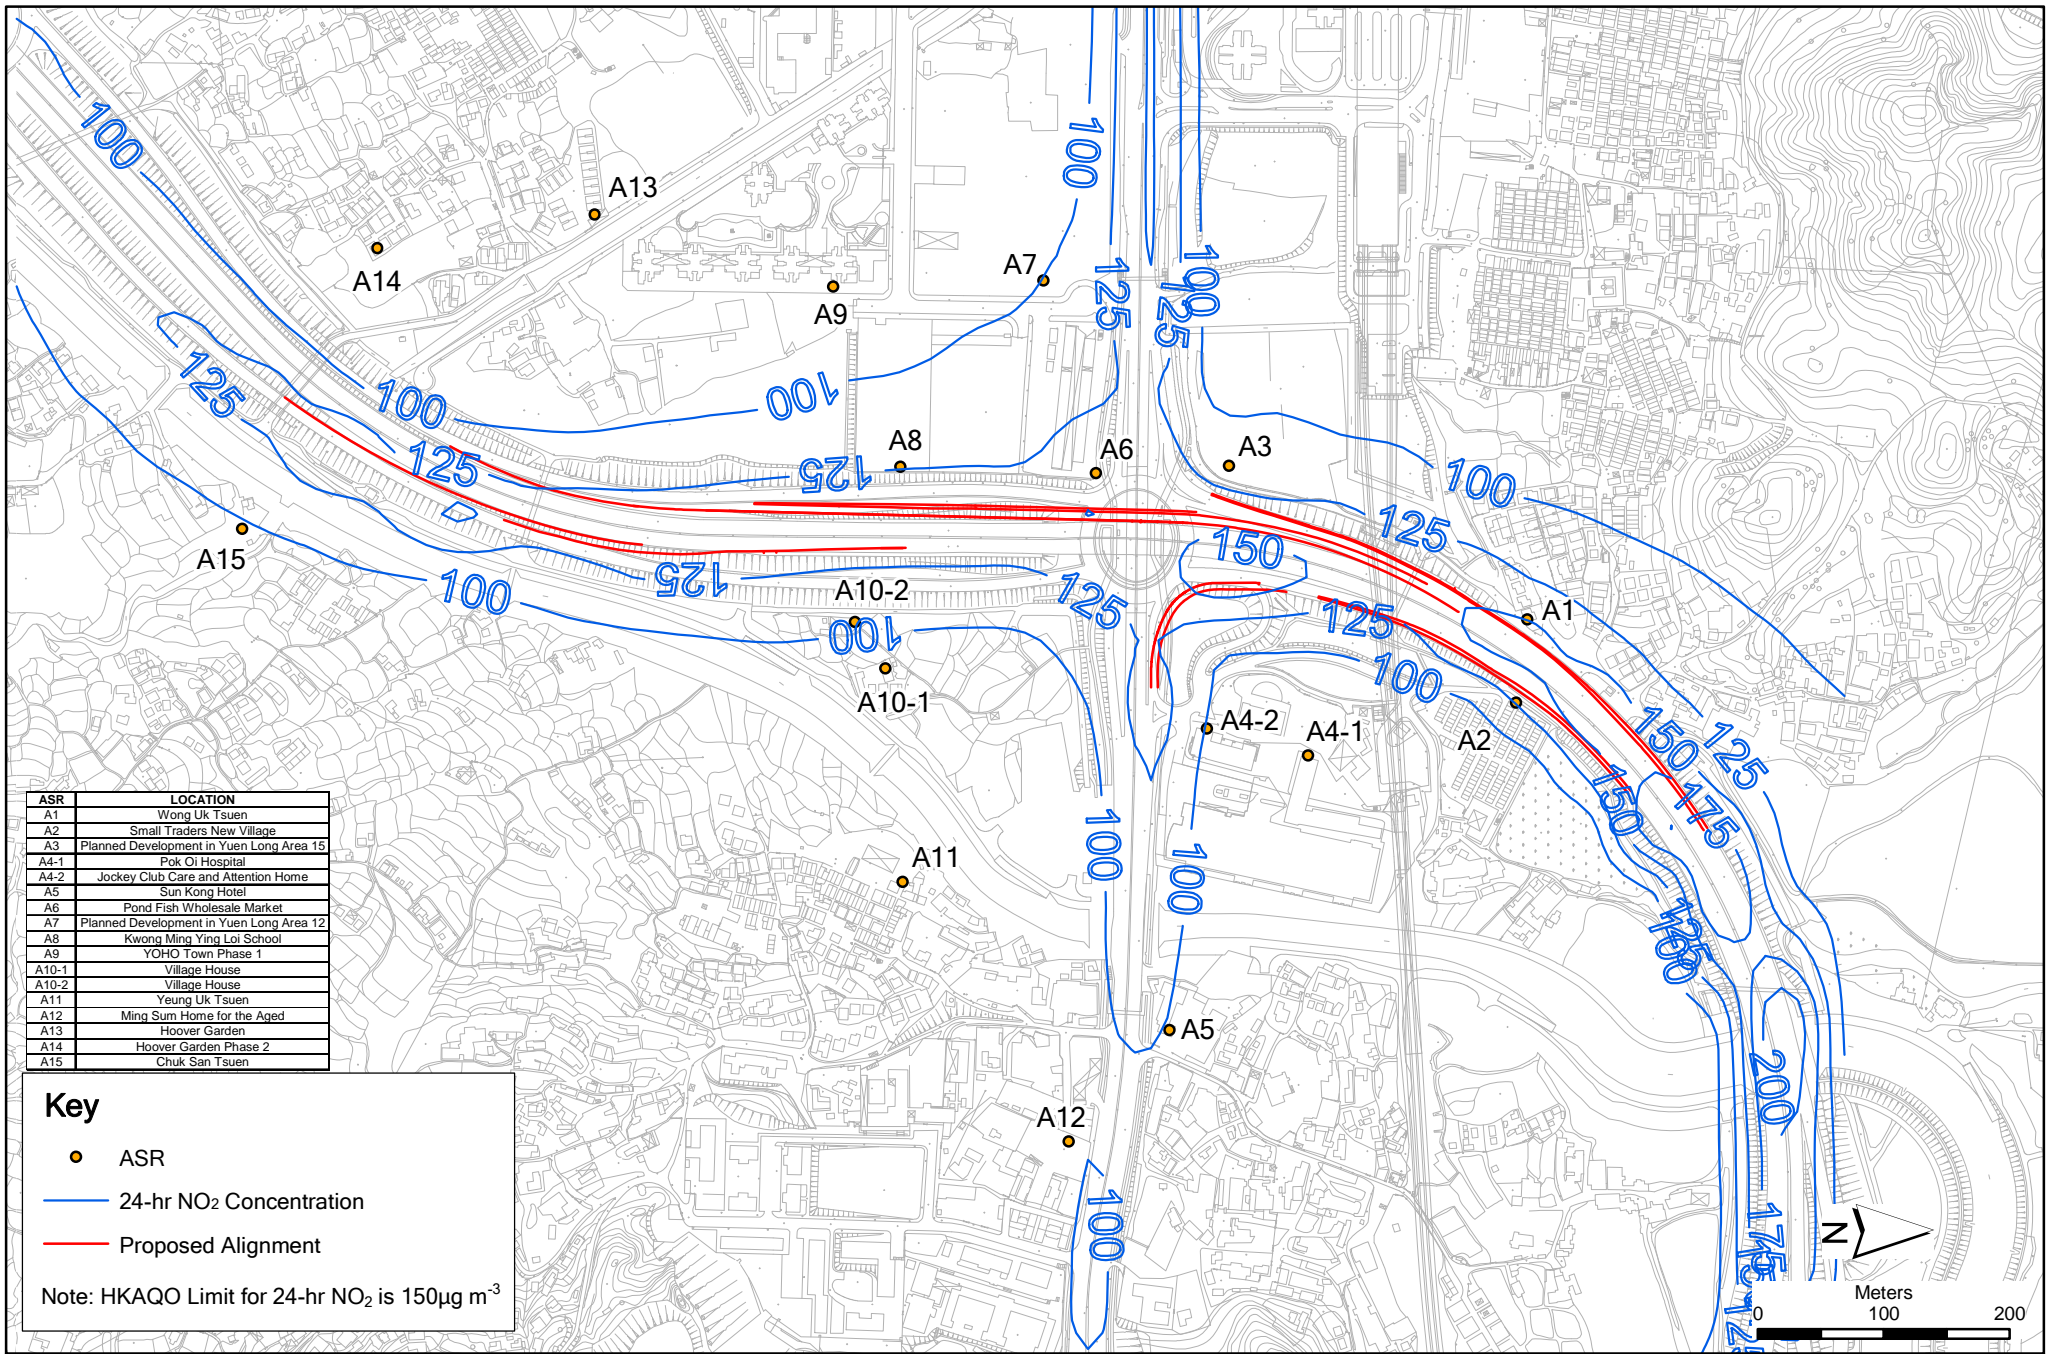 100
A13
A14
A9
A7
100
125
100
125
100
100
125
125
125
A8
A6
A3
100
125
150
A15
100
125
A10-2
100
A10-1
125
125
A1
100
A2
A4-2
A4-1
150
125
150
175
100
100
A11
125
100
A5
A12
200
100
175
ASR LOCATION
A1 Wong Uk Tsuen
A2 Small Traders New Village
A3 Planned Development in Yuen Long Area 15
A4-1 Pok Oi Hospital
A4-2 Jockey Club Care and Attention Home
A5 Sun Kong Hotel
A6 Pond Fish Wholesale Market
A7 Planned Development in Yuen Long Area 12
A8 Kwong Ming Ying Loi School
A9 YOHO Town Phase 1
A10-1 Village House
A10-2 Village House
A11 Yeung Uk Tsuen
A12 Ming Sum Home for the Aged
A13 Hoover Garden
A14 Hoover Garden Phase 2
A15 Chuk San Tsuen
Key
ASR
24-hr NO₂ Concentration
Proposed Alignment
Note: HKAQO Limit for 24-hr NO₂ is 150µg m⁻³
N
Meters
0 100 200